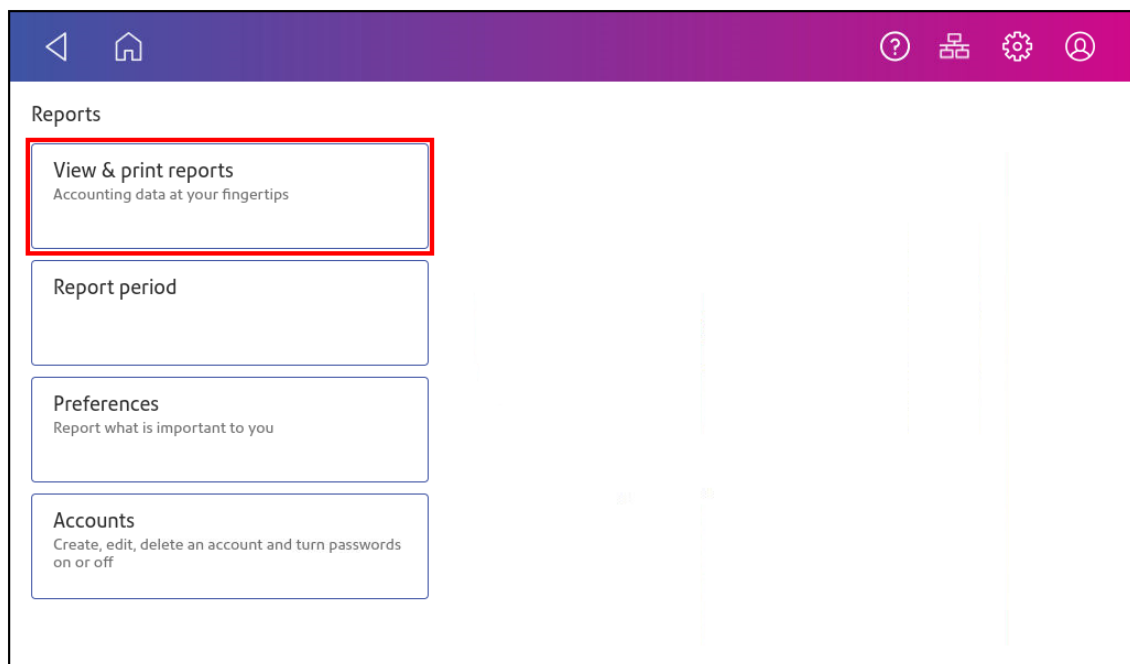 Reports
View & print reports
Accounting data at your fingertips
Report period
Preferences
Report what is important to you
Accounts
Create, edit, delete an account and turn passwords
on or off